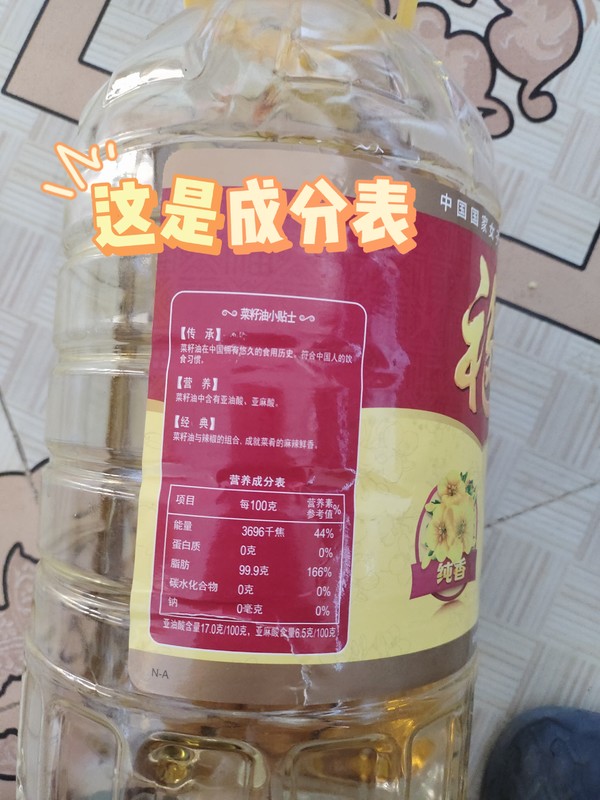 这是成分表
中国国家女
福
菜籽油小贴士
【传 承】
菜籽油在中国拥有悠久的食用历史、符合中国人的饮
食习惯。
【营 养】
菜籽油中含有亚油酸、亚麻酸。
【经 典】
菜籽油与辣椒的组合,成就菜肴的麻辣鲜香。
营养成分表
项目 每100克 营养素参考值%
能量 3696千焦 44%
蛋白质 0克 0%
脂肪 99.9克 166%
碳水化合物 0克 0%
钠 0毫克 0%
亚油酸含量17.0克/100克,亚麻酸含量6.5克/100克
纯香
N-A